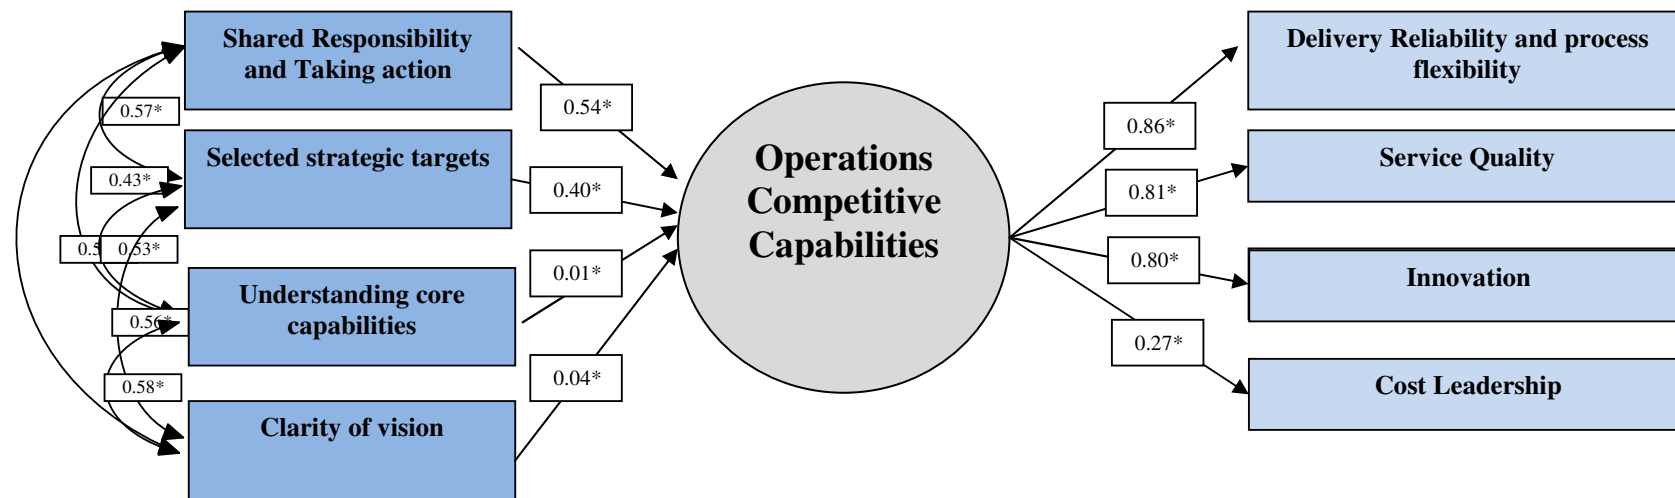 Shared Responsibility
and Taking action
Delivery Reliability and process
flexibility
0.57*
0.54*
0.86*
Selected strategic targets
Operations
Competitive
Capabilities
Service Quality
0.43*
0.40*
0.81*
0.53*
0.01*
0.80*
Understanding core
capabilities
Innovation
0.56*
0.27*
0.58*
0.04*
Cost Leadership
Clarity of vision